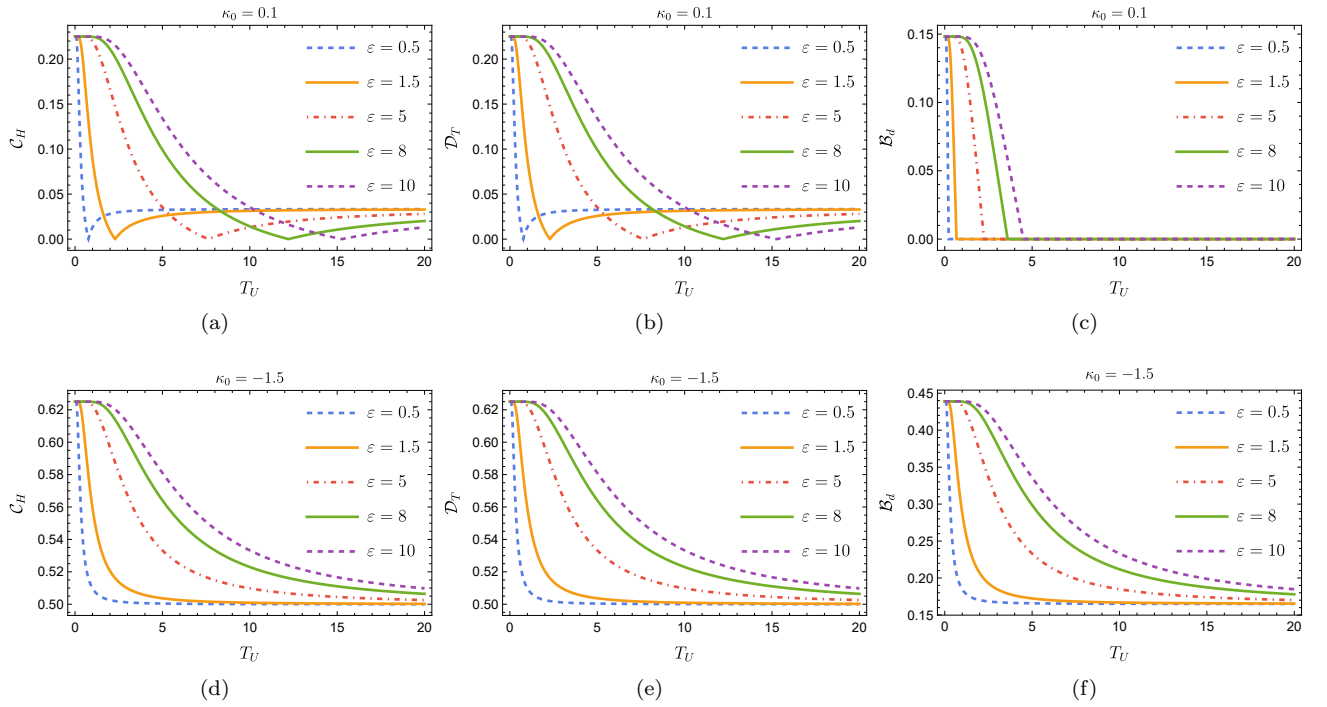 κ₀ = 0.1
0.20
0.15
0.10
0.05
0.00
𝒞_H
ε = 0.5
ε = 1.5
ε = 5
ε = 8
ε = 10
0 5 10 15 20
T_U
(a)
κ₀ = 0.1
0.20
0.15
0.10
0.05
0.00
𝒟_T
ε = 0.5
ε = 1.5
ε = 5
ε = 8
ε = 10
0 5 10 15 20
T_U
(b)
κ₀ = 0.1
0.15
0.10
0.05
0.00
ℬ_d
ε = 0.5
ε = 1.5
ε = 5
ε = 8
ε = 10
0 5 10 15 20
T_U
(c)
κ₀ = −1.5
0.62
0.60
0.58
0.56
0.54
0.52
0.50
𝒞_H
ε = 0.5
ε = 1.5
ε = 5
ε = 8
ε = 10
0 5 10 15 20
T_U
(d)
κ₀ = −1.5
0.62
0.60
0.58
0.56
0.54
0.52
0.50
𝒟_T
ε = 0.5
ε = 1.5
ε = 5
ε = 8
ε = 10
0 5 10 15 20
T_U
(e)
κ₀ = −1.5
0.45
0.40
0.35
0.30
0.25
0.20
0.15
ℬ_d
ε = 0.5
ε = 1.5
ε = 5
ε = 8
ε = 10
0 5 10 15 20
T_U
(f)